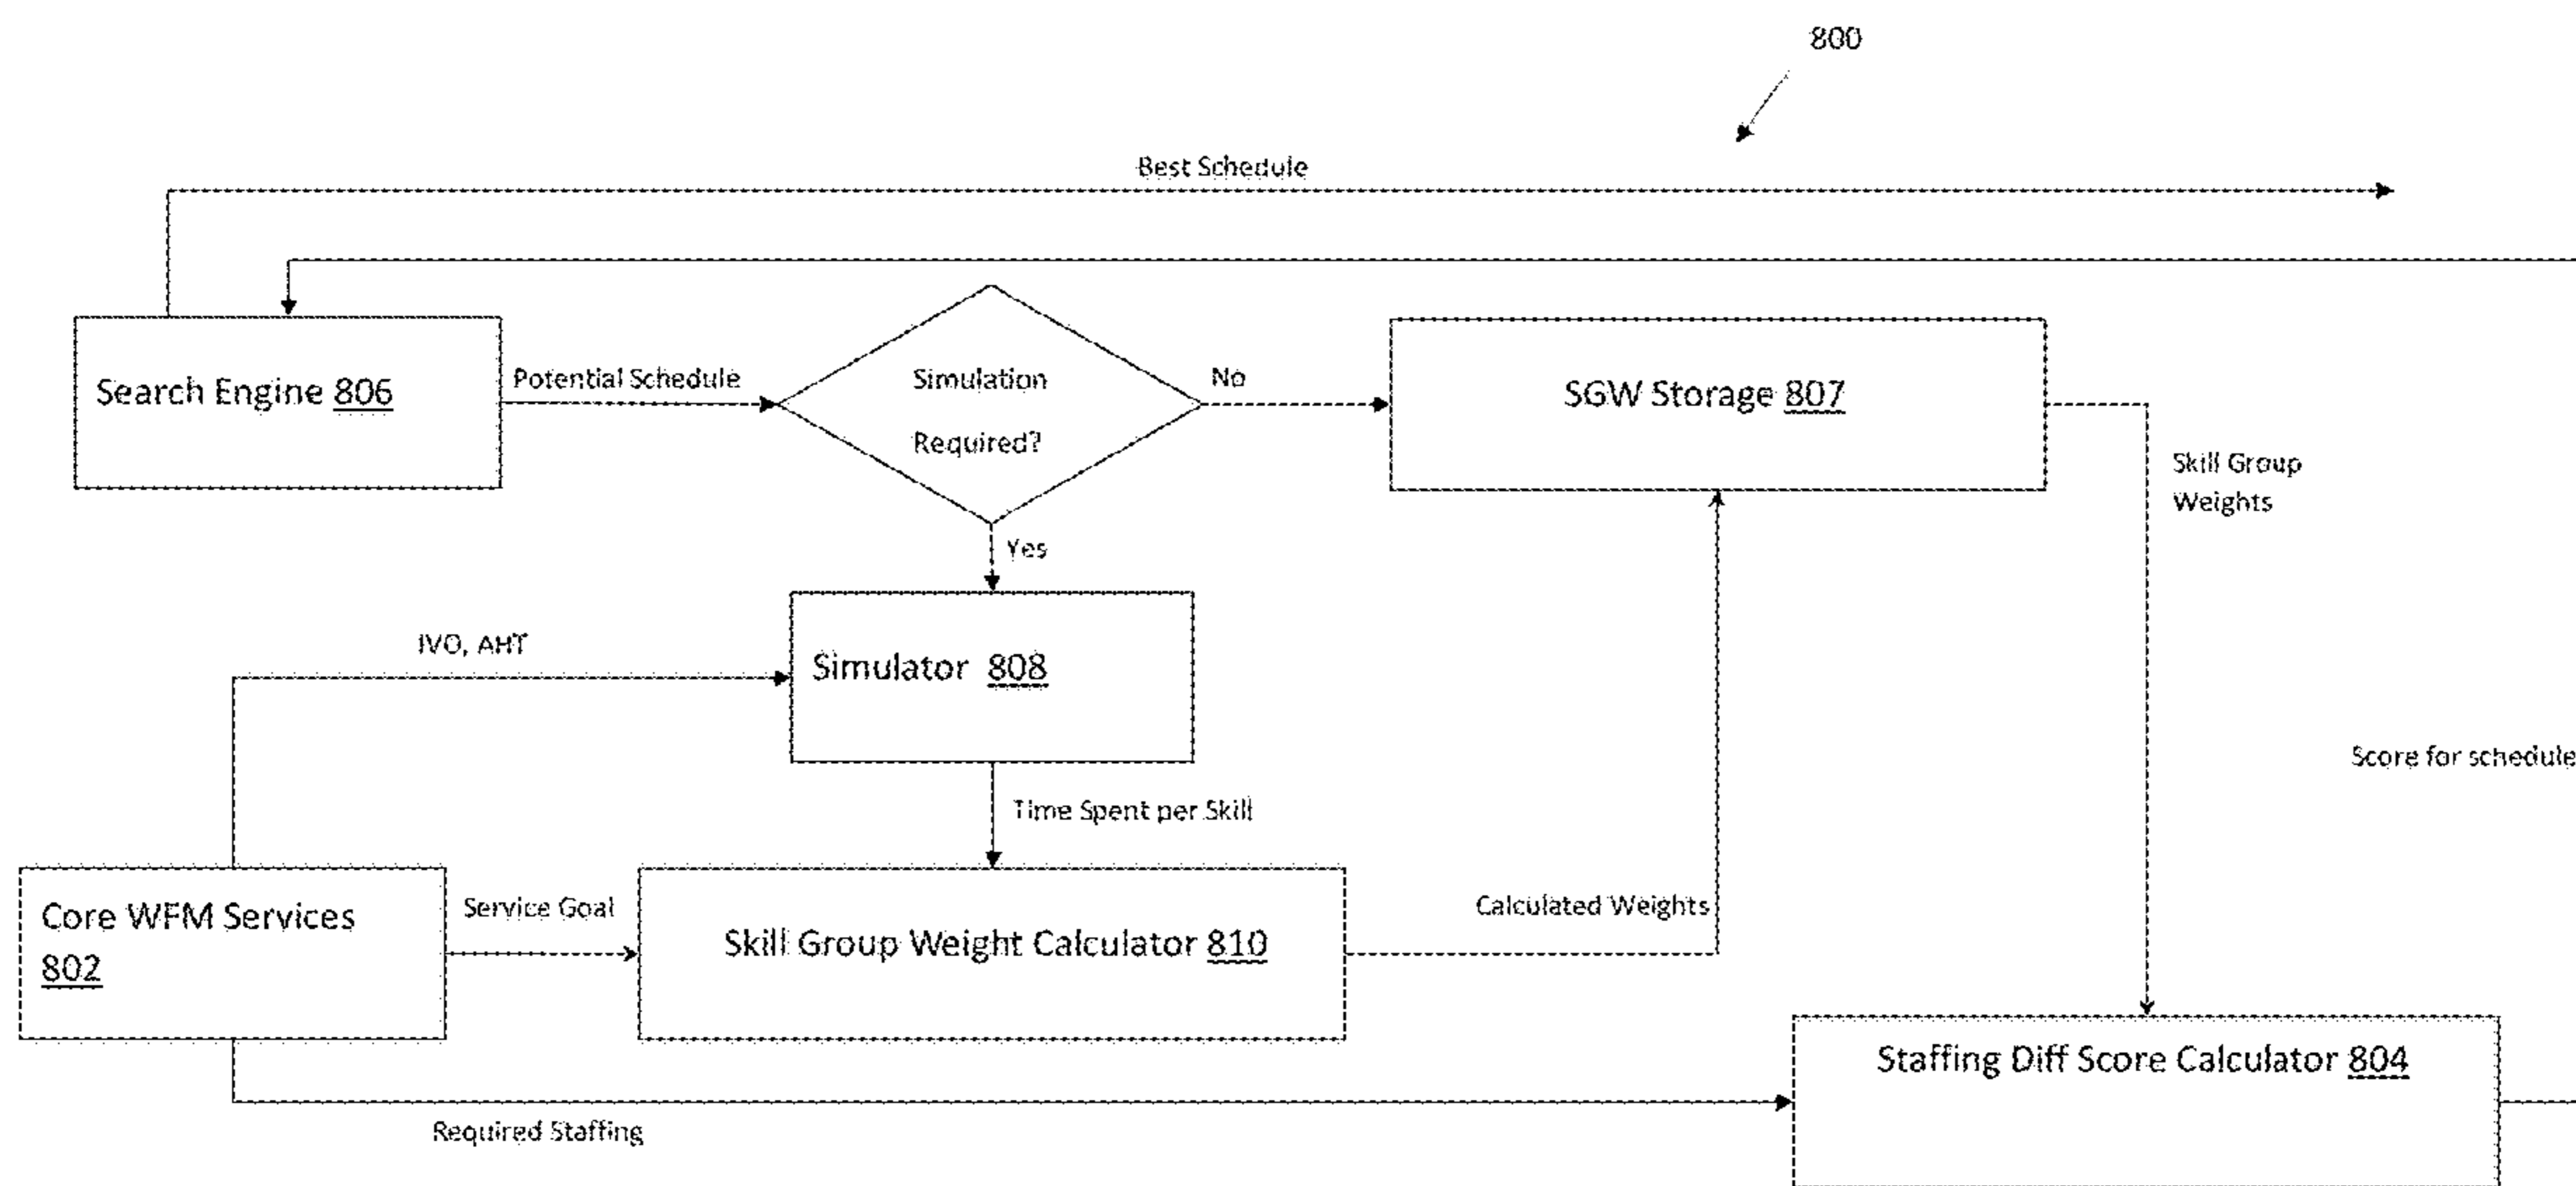 800
Best Schedule
Search Engine 806
Potential Schedule
Simulation
Required?
No
SGW Storage 807
Skill Group
Weights
Yes
IVO, AHT
Simulator 808
Score for schedule
Time Spent per Skill
Core WFM Services
802
Service Goal
Skill Group Weight Calculator 810
Calculated Weights
Staffing Diff Score Calculator 804
Required Staffing